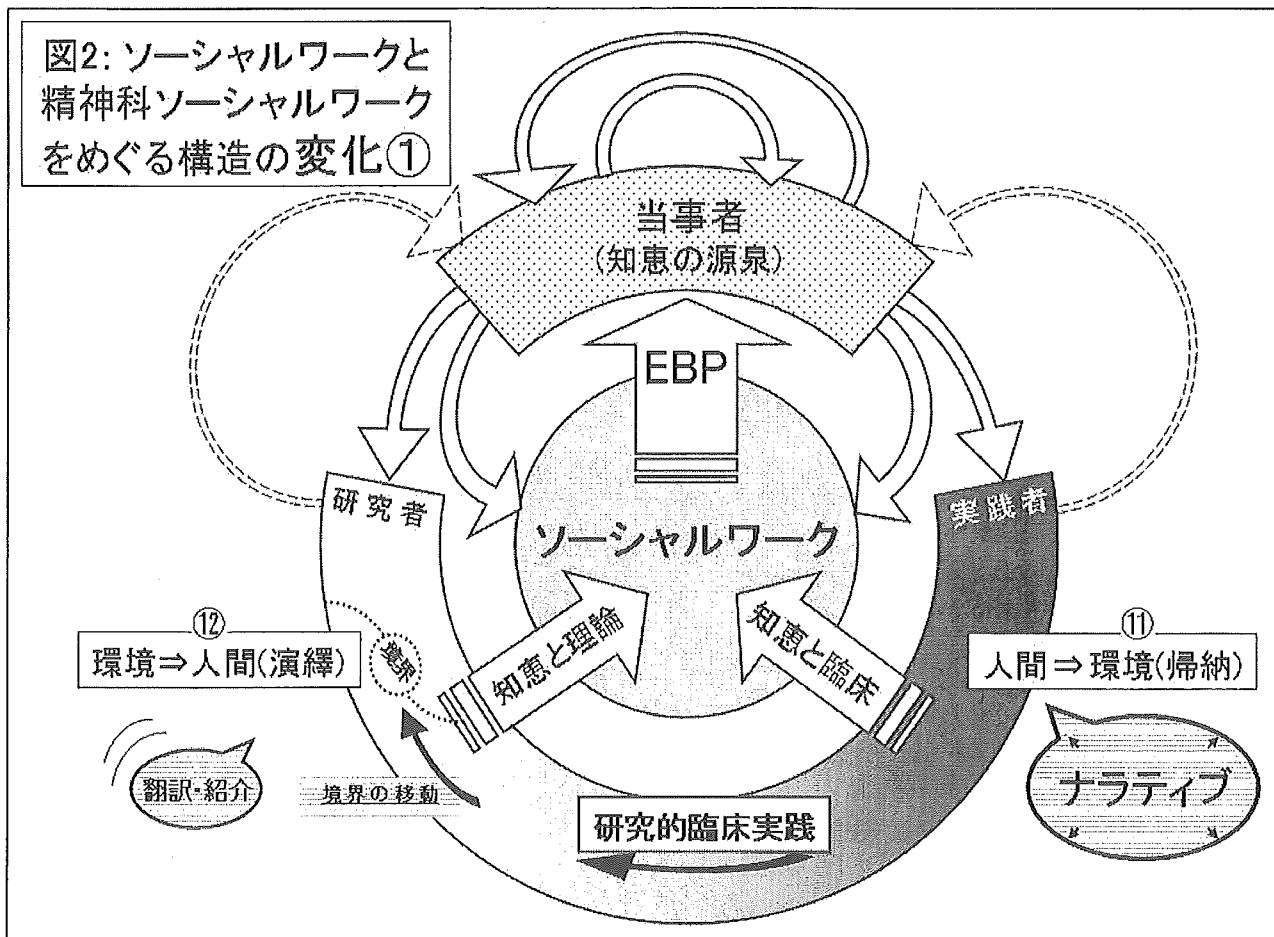 図2: ソーシャルワークと
精神科ソーシャルワーク
をめぐる構造の変化①
当事者
(知恵の源泉)
EBP
研究者
実践者
ソーシャルワーク
⑫
環境⇒人間(演繹)
境界
知恵と理論
知恵と臨床
⑪
人間⇒環境(帰納)
翻訳・紹介
境界の移動
研究的臨床実践
ナラティブ